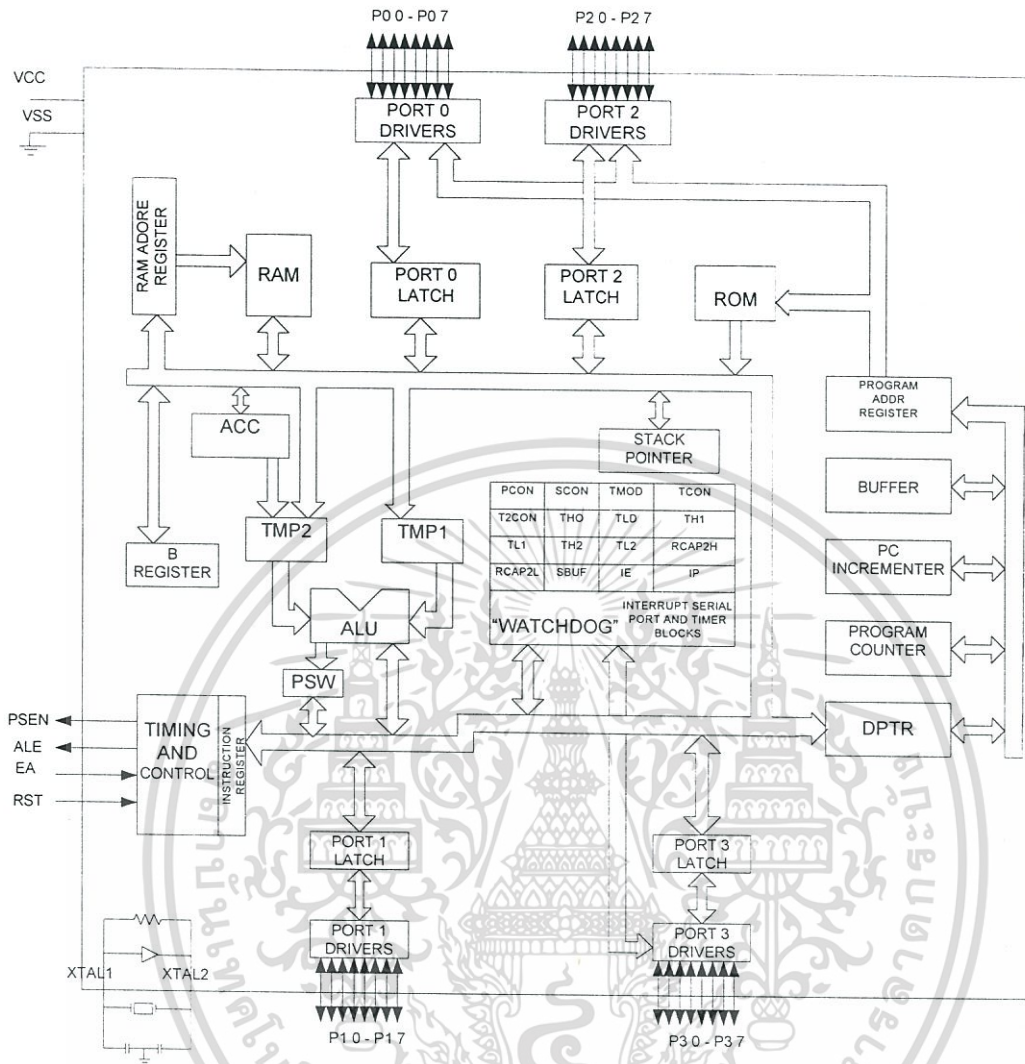 P0 0 - P0 7
P2 0 - P2 7
VCC
VSS
PORT 0
DRIVERS
PORT 2
DRIVERS
RAM ADORE
REGISTER
RAM
PORT 0
LATCH
PORT 2
LATCH
ROM
PROGRAM
ADDR
REGISTER
ACC
STACK
POINTER
BUFFER
PCON SCON TMOD TCON
T2CON THO TLD TH1
TL1 TH2 TL2 RCAP2H
RCAP2L SBUF IE IP
"WATCHDOG" INTERRUPT SERIAL
PORT AND TIMER
BLOCKS
TMP2
TMP1
B
REGISTER
PC
INCREMENTER
ALU
PROGRAM
COUNTER
PSW
PSEN
ALE
EA
RST
TIMING
AND
CONTROL
INSTRUCTION
REGISTER
DPTR
PORT 1
LATCH
PORT 3
LATCH
PORT 1
DRIVERS
PORT 3
DRIVERS
XTAL1
XTAL2
P1 0 - P1 7
P3 0 - P3 7